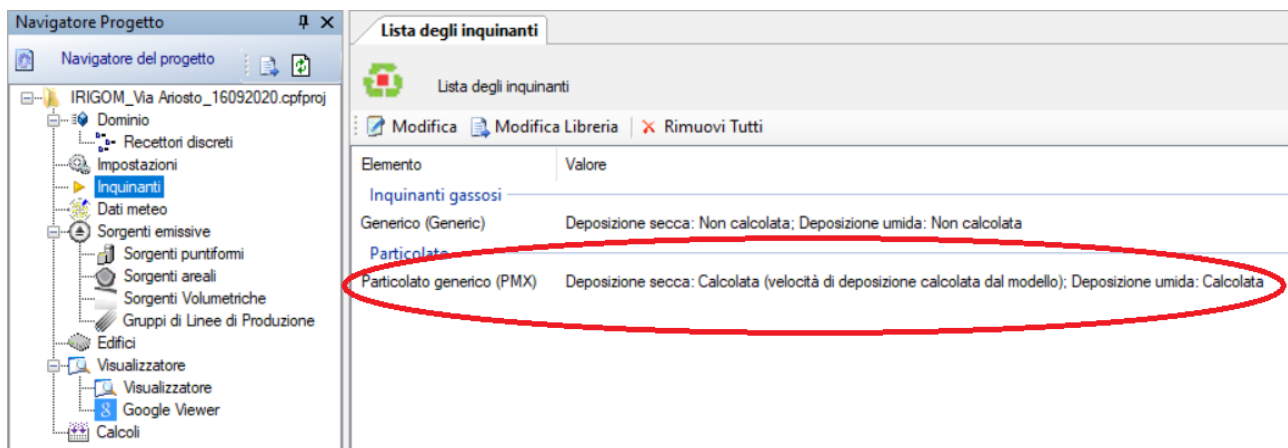 Navigatore Progetto
Navigatore del progetto
IRIGOM_Via Ariosto_16092020.cpfproj
Dominio
Recettori discreti
Impostazioni
Inquinanti
Dati meteo
Sorgenti emissive
Sorgenti puntiformi
Sorgenti areali
Sorgenti Volumetriche
Gruppi di Linee di Produzione
Edifici
Visualizzatore
Visualizzatore
Google Viewer
Calcoli
Lista degli inquinanti
Lista degli inquinanti
Modifica Modifica Libreria Rimuovi Tutti
Elemento Valore
Inquinanti gassosi
Generico (Generic) Deposizione secca: Non calcolata; Deposizione umida: Non calcolata
Particolato
Particolato generico (PMX) Deposizione secca: Calcolata (velocità di deposizione calcolata dal modello); Deposizione umida: Calcolata